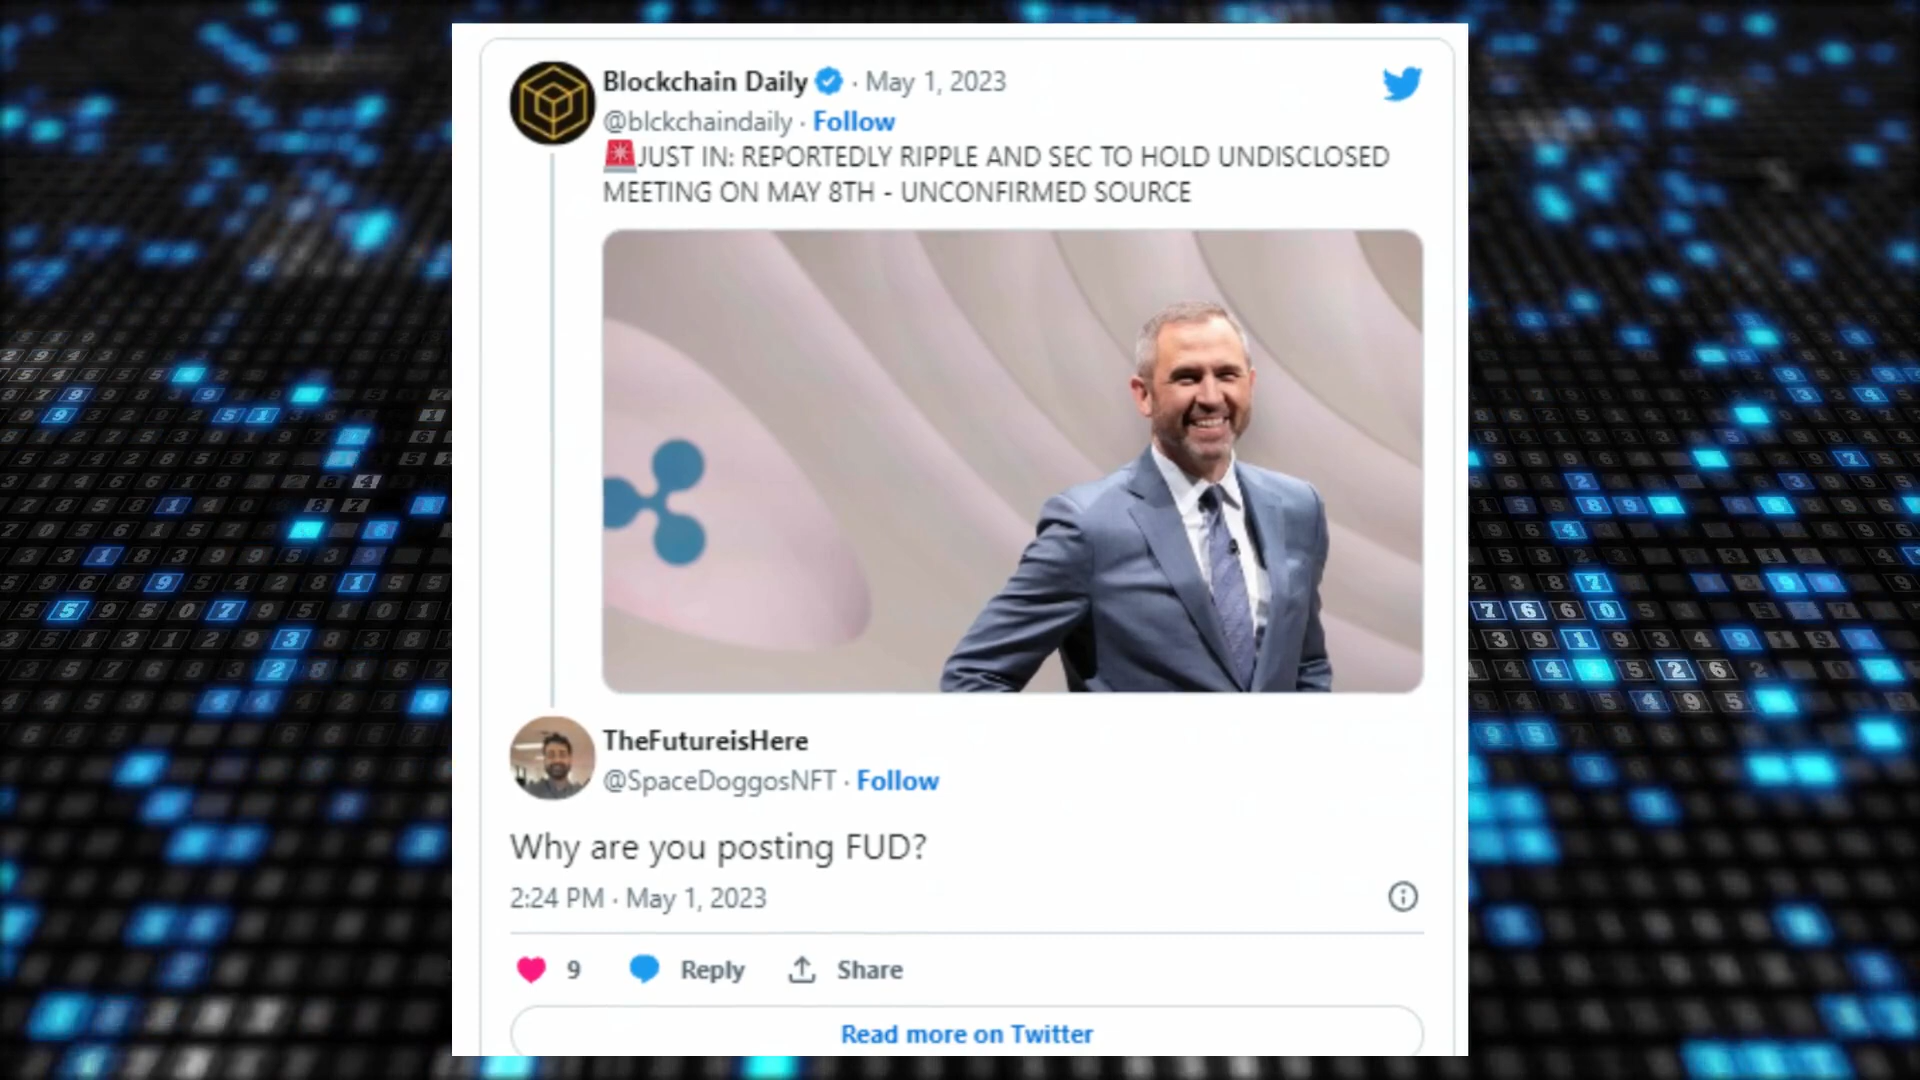 Blockchain Daily · May 1, 2023
@blckchaindaily · Follow
🚨JUST IN: REPORTEDLY RIPPLE AND SEC TO HOLD UNDISCLOSED
MEETING ON MAY 8TH - UNCONFIRMED SOURCE
TheFutureisHere
@SpaceDoggosNFT · Follow
Why are you posting FUD?
2:24 PM · May 1, 2023
9 Reply Share
Read more on Twitter